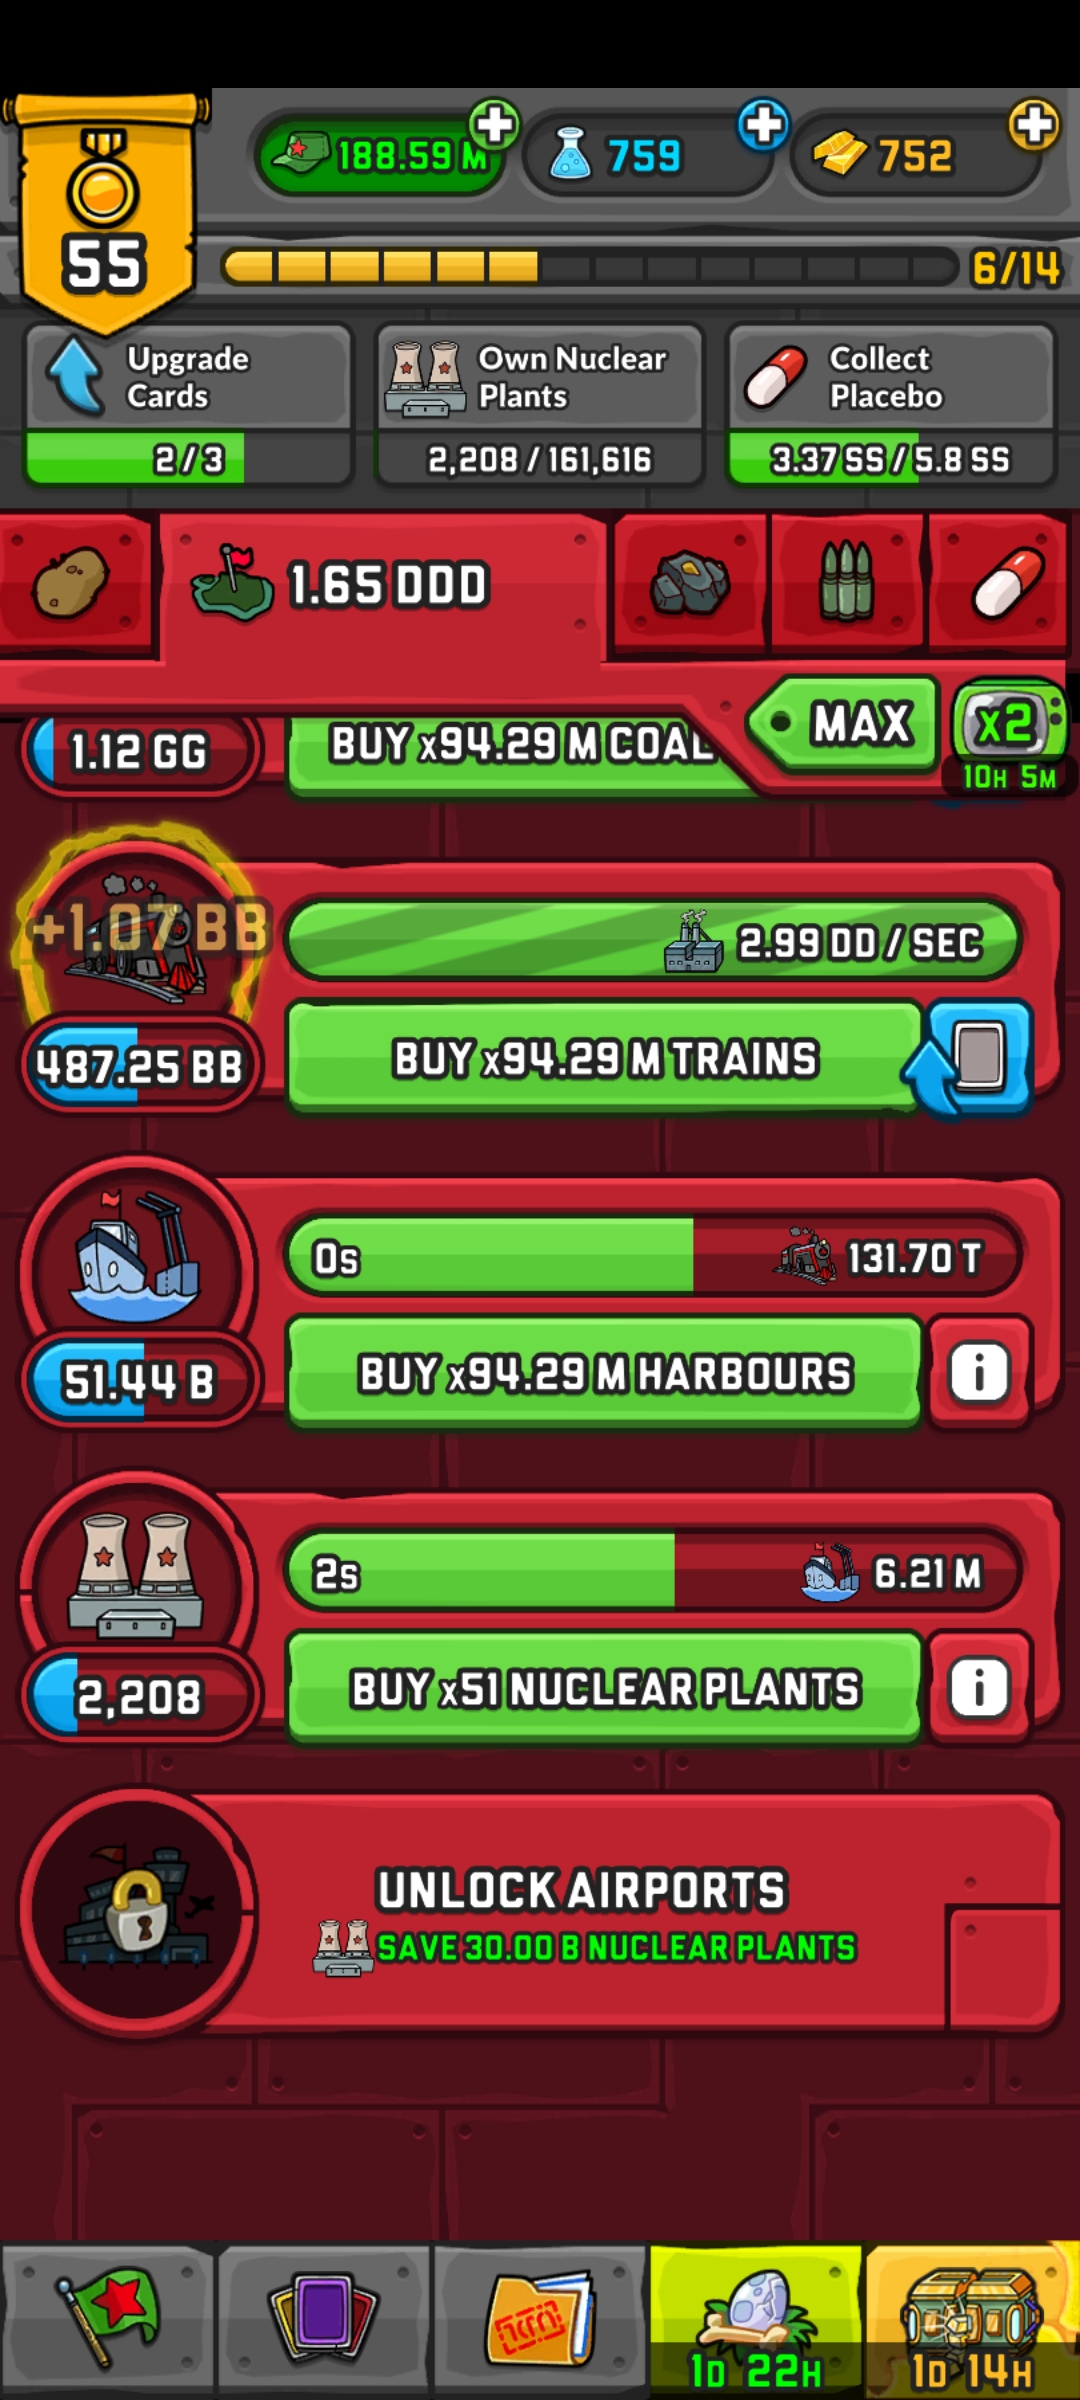 188.59 M
759
752
55
6/14
Upgrade
Cards
2/3
Own Nuclear
Plants
2,208 / 161,616
Collect
Placebo
3.37 SS / 5.8 SS
1.65 DDD
MAX
X2
10H 5M
1.12 GG
BUY x94.29 M COAL
+1.07 BB
2.99 DD / SEC
487.25 BB
BUY x94.29 M TRAINS
0s
131.70 T
51.44 B
BUY x94.29 M HARBOURS
i
2s
6.21 M
2,208
BUY x51 NUCLEAR PLANTS
i
UNLOCK AIRPORTS
SAVE 30.00 B NUCLEAR PLANTS
1D 22H
1D 14H